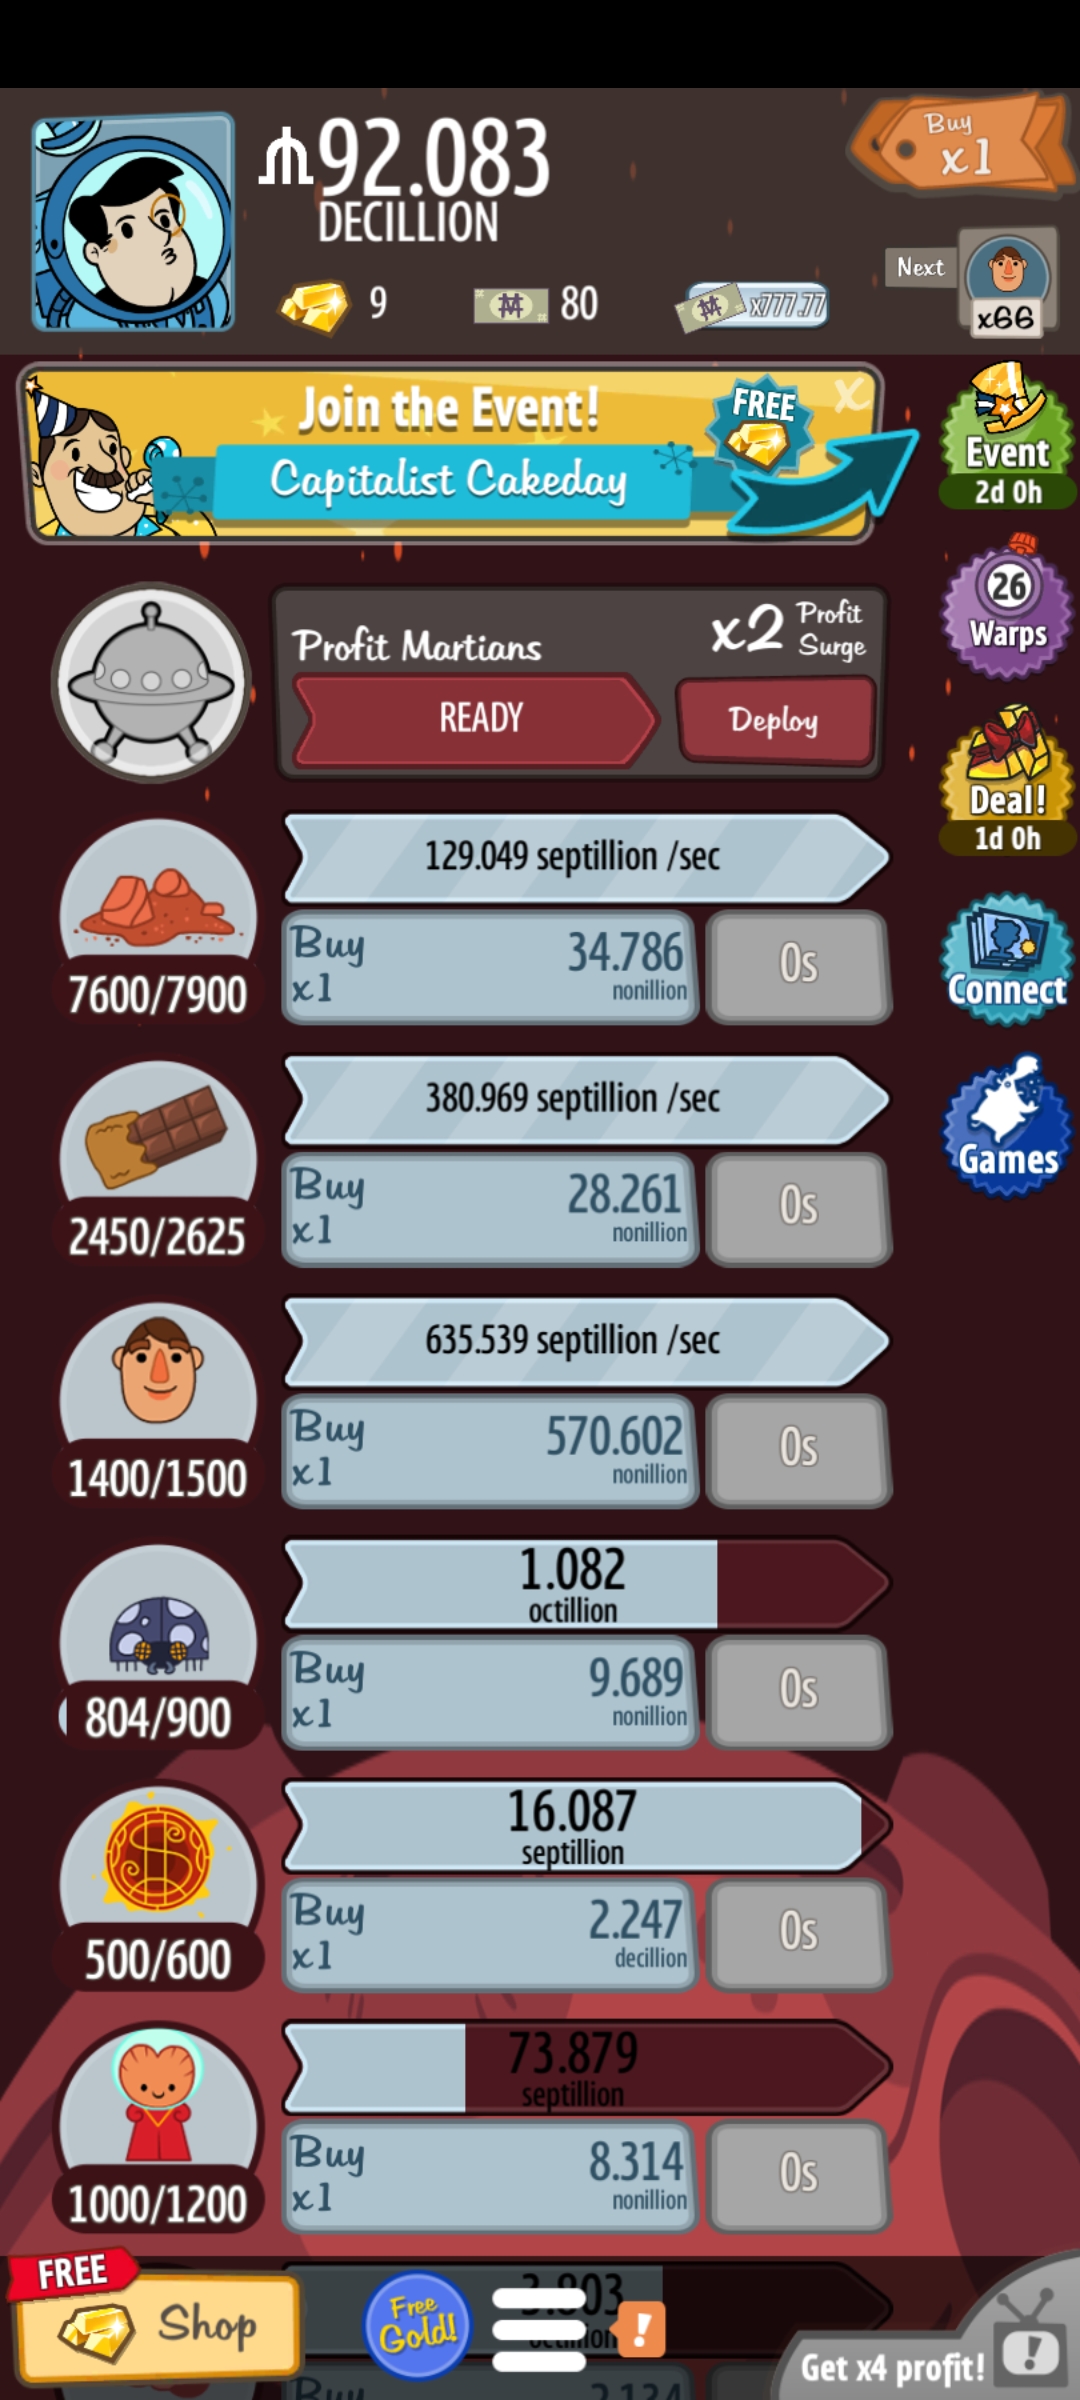 92.083
DECILLION
Buy
x1
9
80
x777.77
Next
x66
Join the Event!
Capitalist Cakeday
FREE
x
Event
2d 0h
Profit Martians
x2 Profit
Surge
READY
Deploy
26
Warps
Deal!
1d 0h
129.049 septillion /sec
7600/7900
Buy
x1
34.786
nonillion
0s
Connect
380.969 septillion /sec
2450/2625
Buy
x1
28.261
nonillion
0s
Games
635.539 septillion /sec
1400/1500
Buy
x1
570.602
nonillion
0s
1.082
octillion
804/900
Buy
x1
9.689
nonillion
0s
16.087
septillion
500/600
Buy
x1
2.247
decillion
0s
73.879
septillion
1000/1200
Buy
x1
8.314
nonillion
0s
FREE
Shop
Free
Gold!
3.803
!
!
Get x4 profit!
Buy
2.134